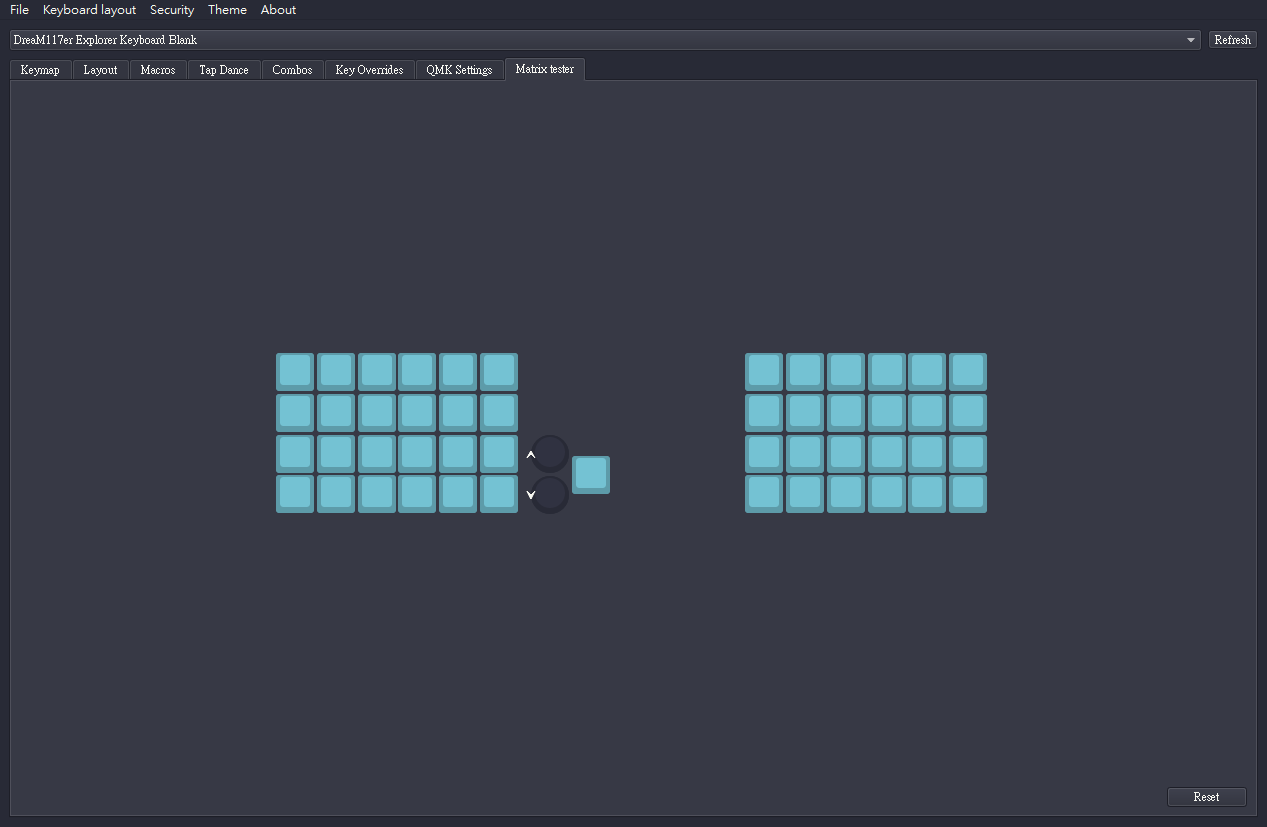 File Keyboard layout Security Theme About
DreaM117er Explorer Keyboard Blank
Refresh
Keymap Layout Macros Tap Dance Combos Key Overrides QMK Settings Matrix tester
Reset